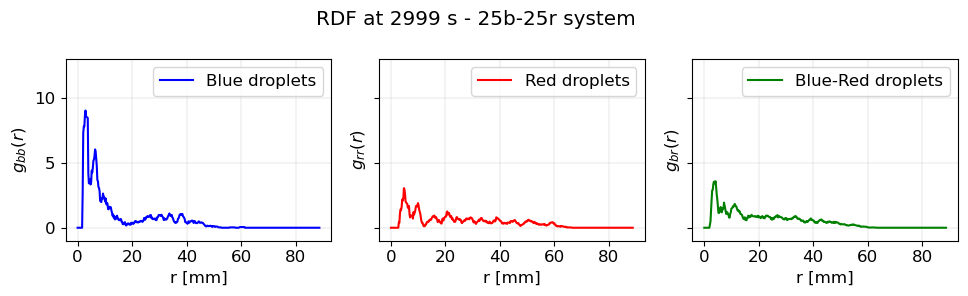 RDF at 2999 s - 25b-25r system
Blue droplets
Red droplets
Blue-Red droplets
g_bb(r)
g_rr(r)
g_br(r)
10
5
0
0 20 40 60 80
0 20 40 60 80
0 20 40 60 80
r [mm]
r [mm]
r [mm]